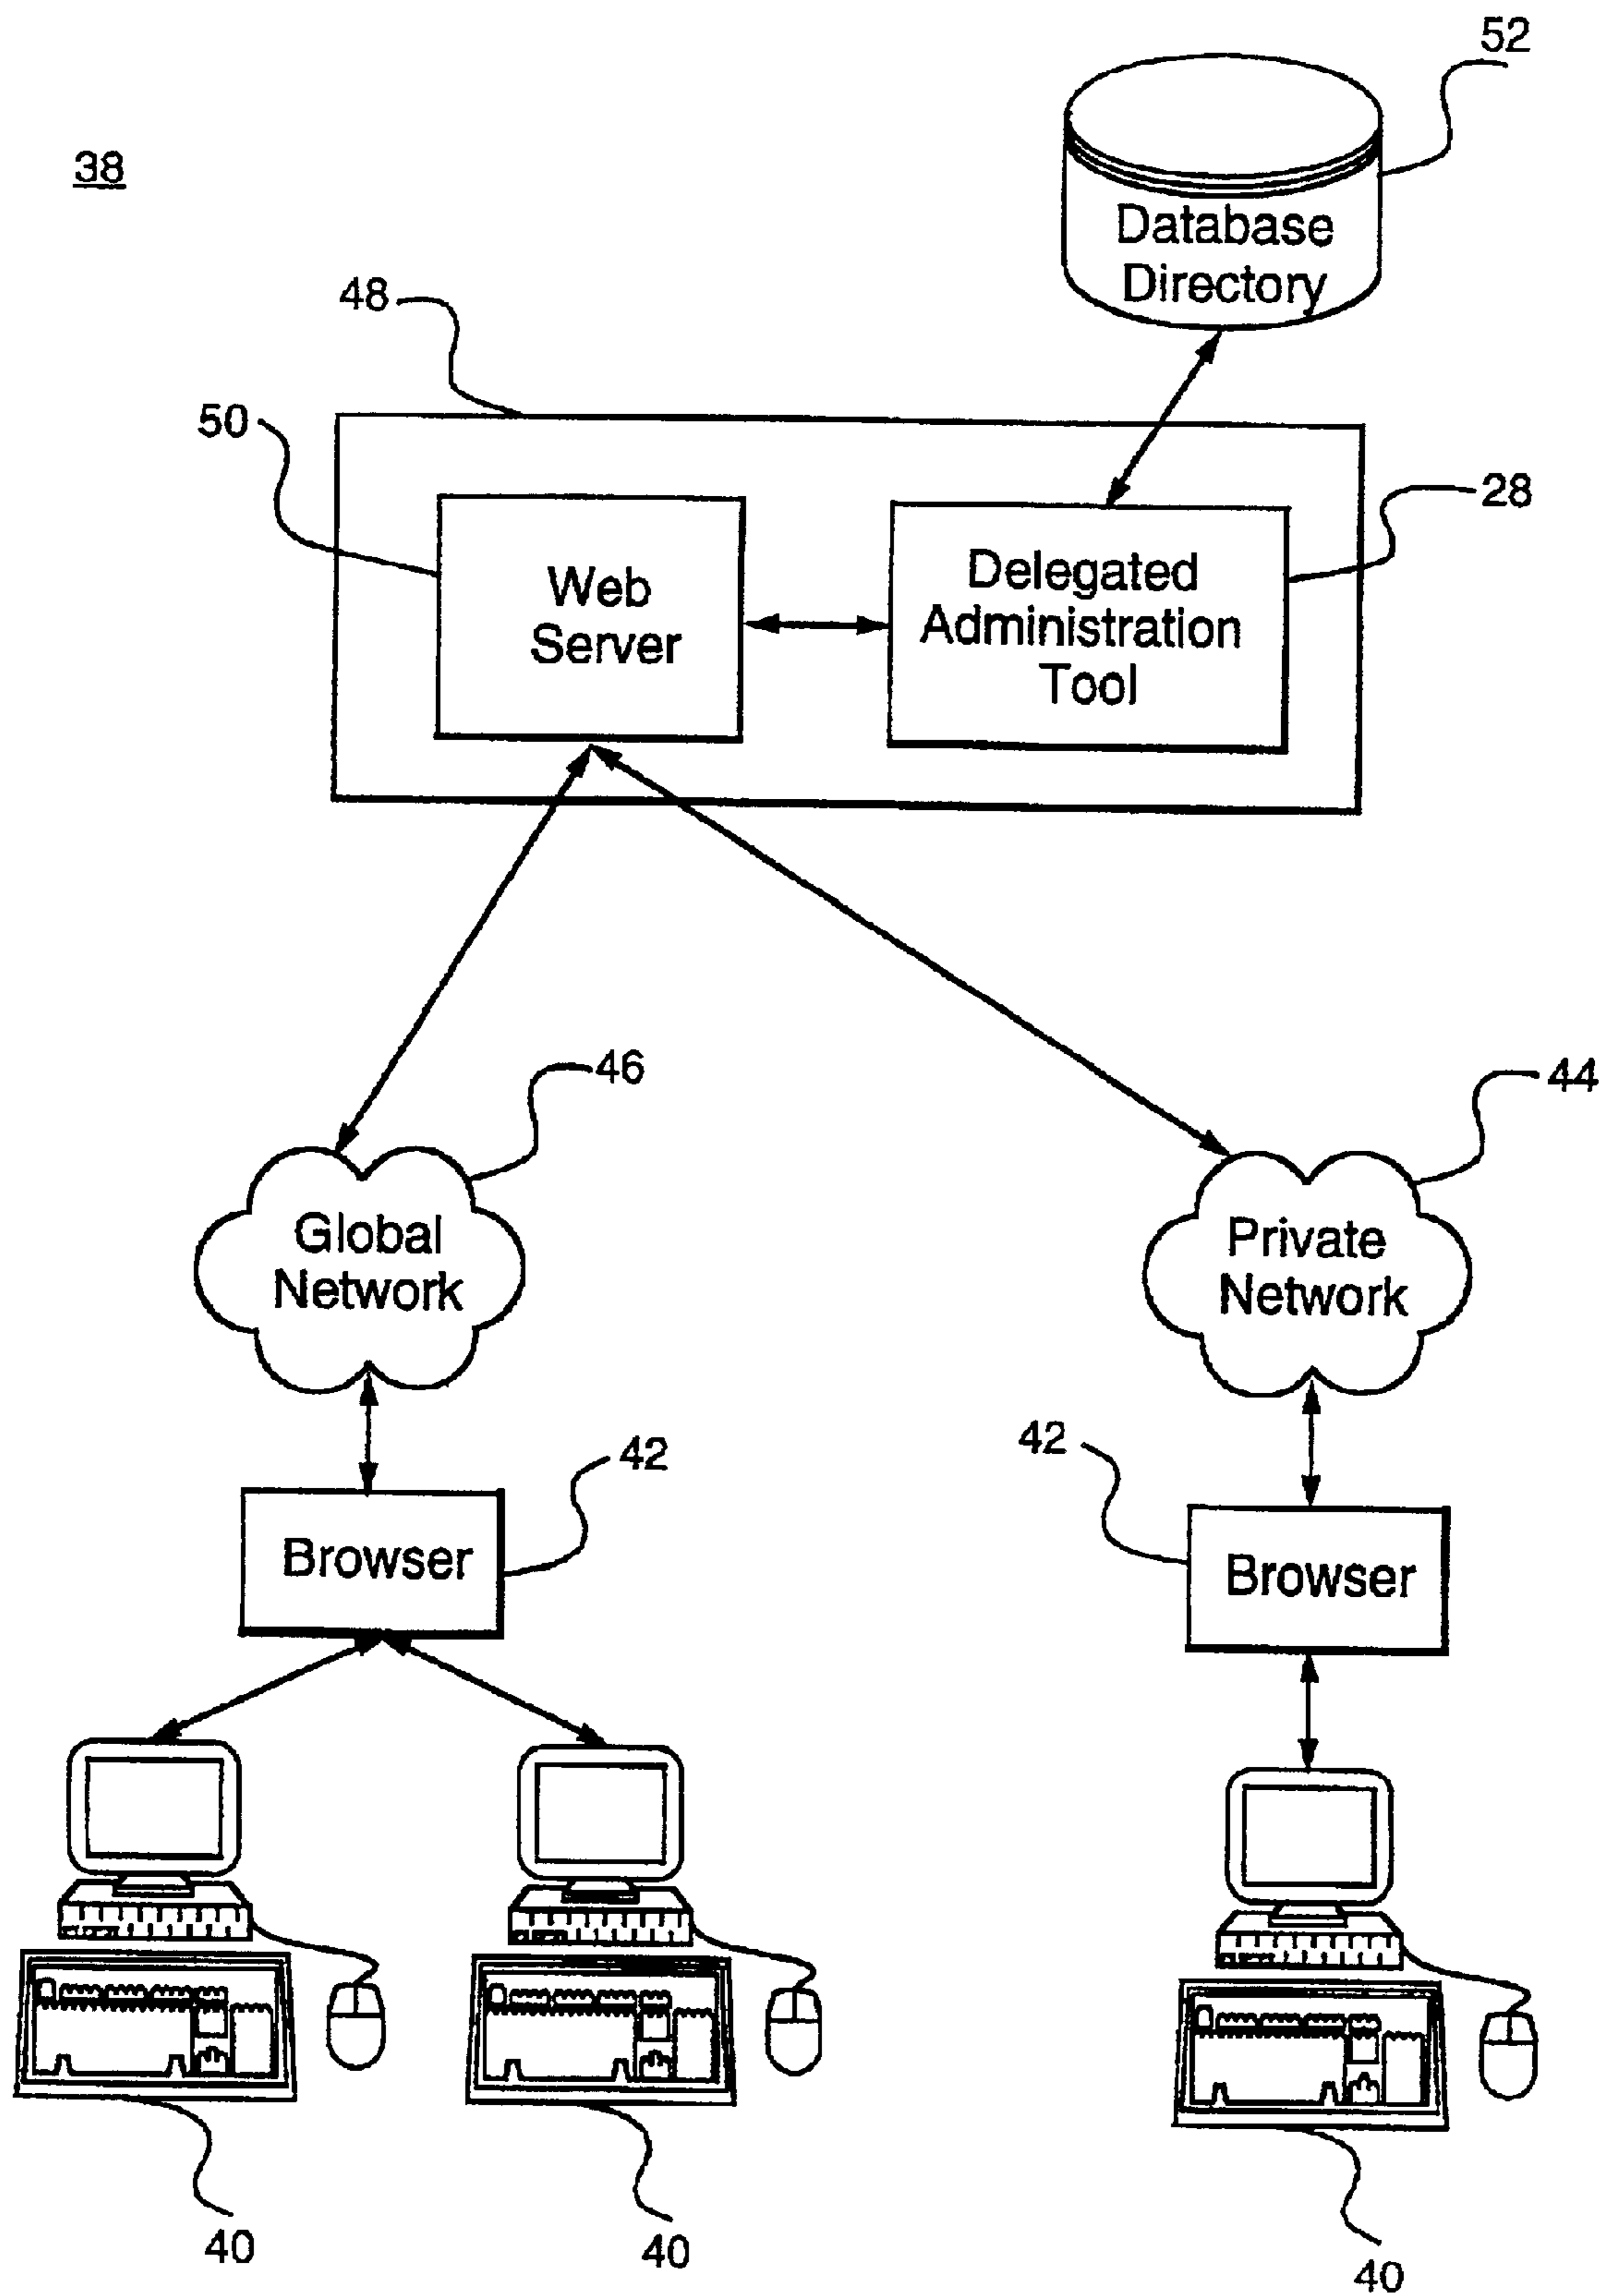 52
38
Database
Directory
48
50
28
Web
Server
Delegated
Administration
Tool
46
44
Global
Network
Private
Network
42
42
Browser
Browser
40
40
40